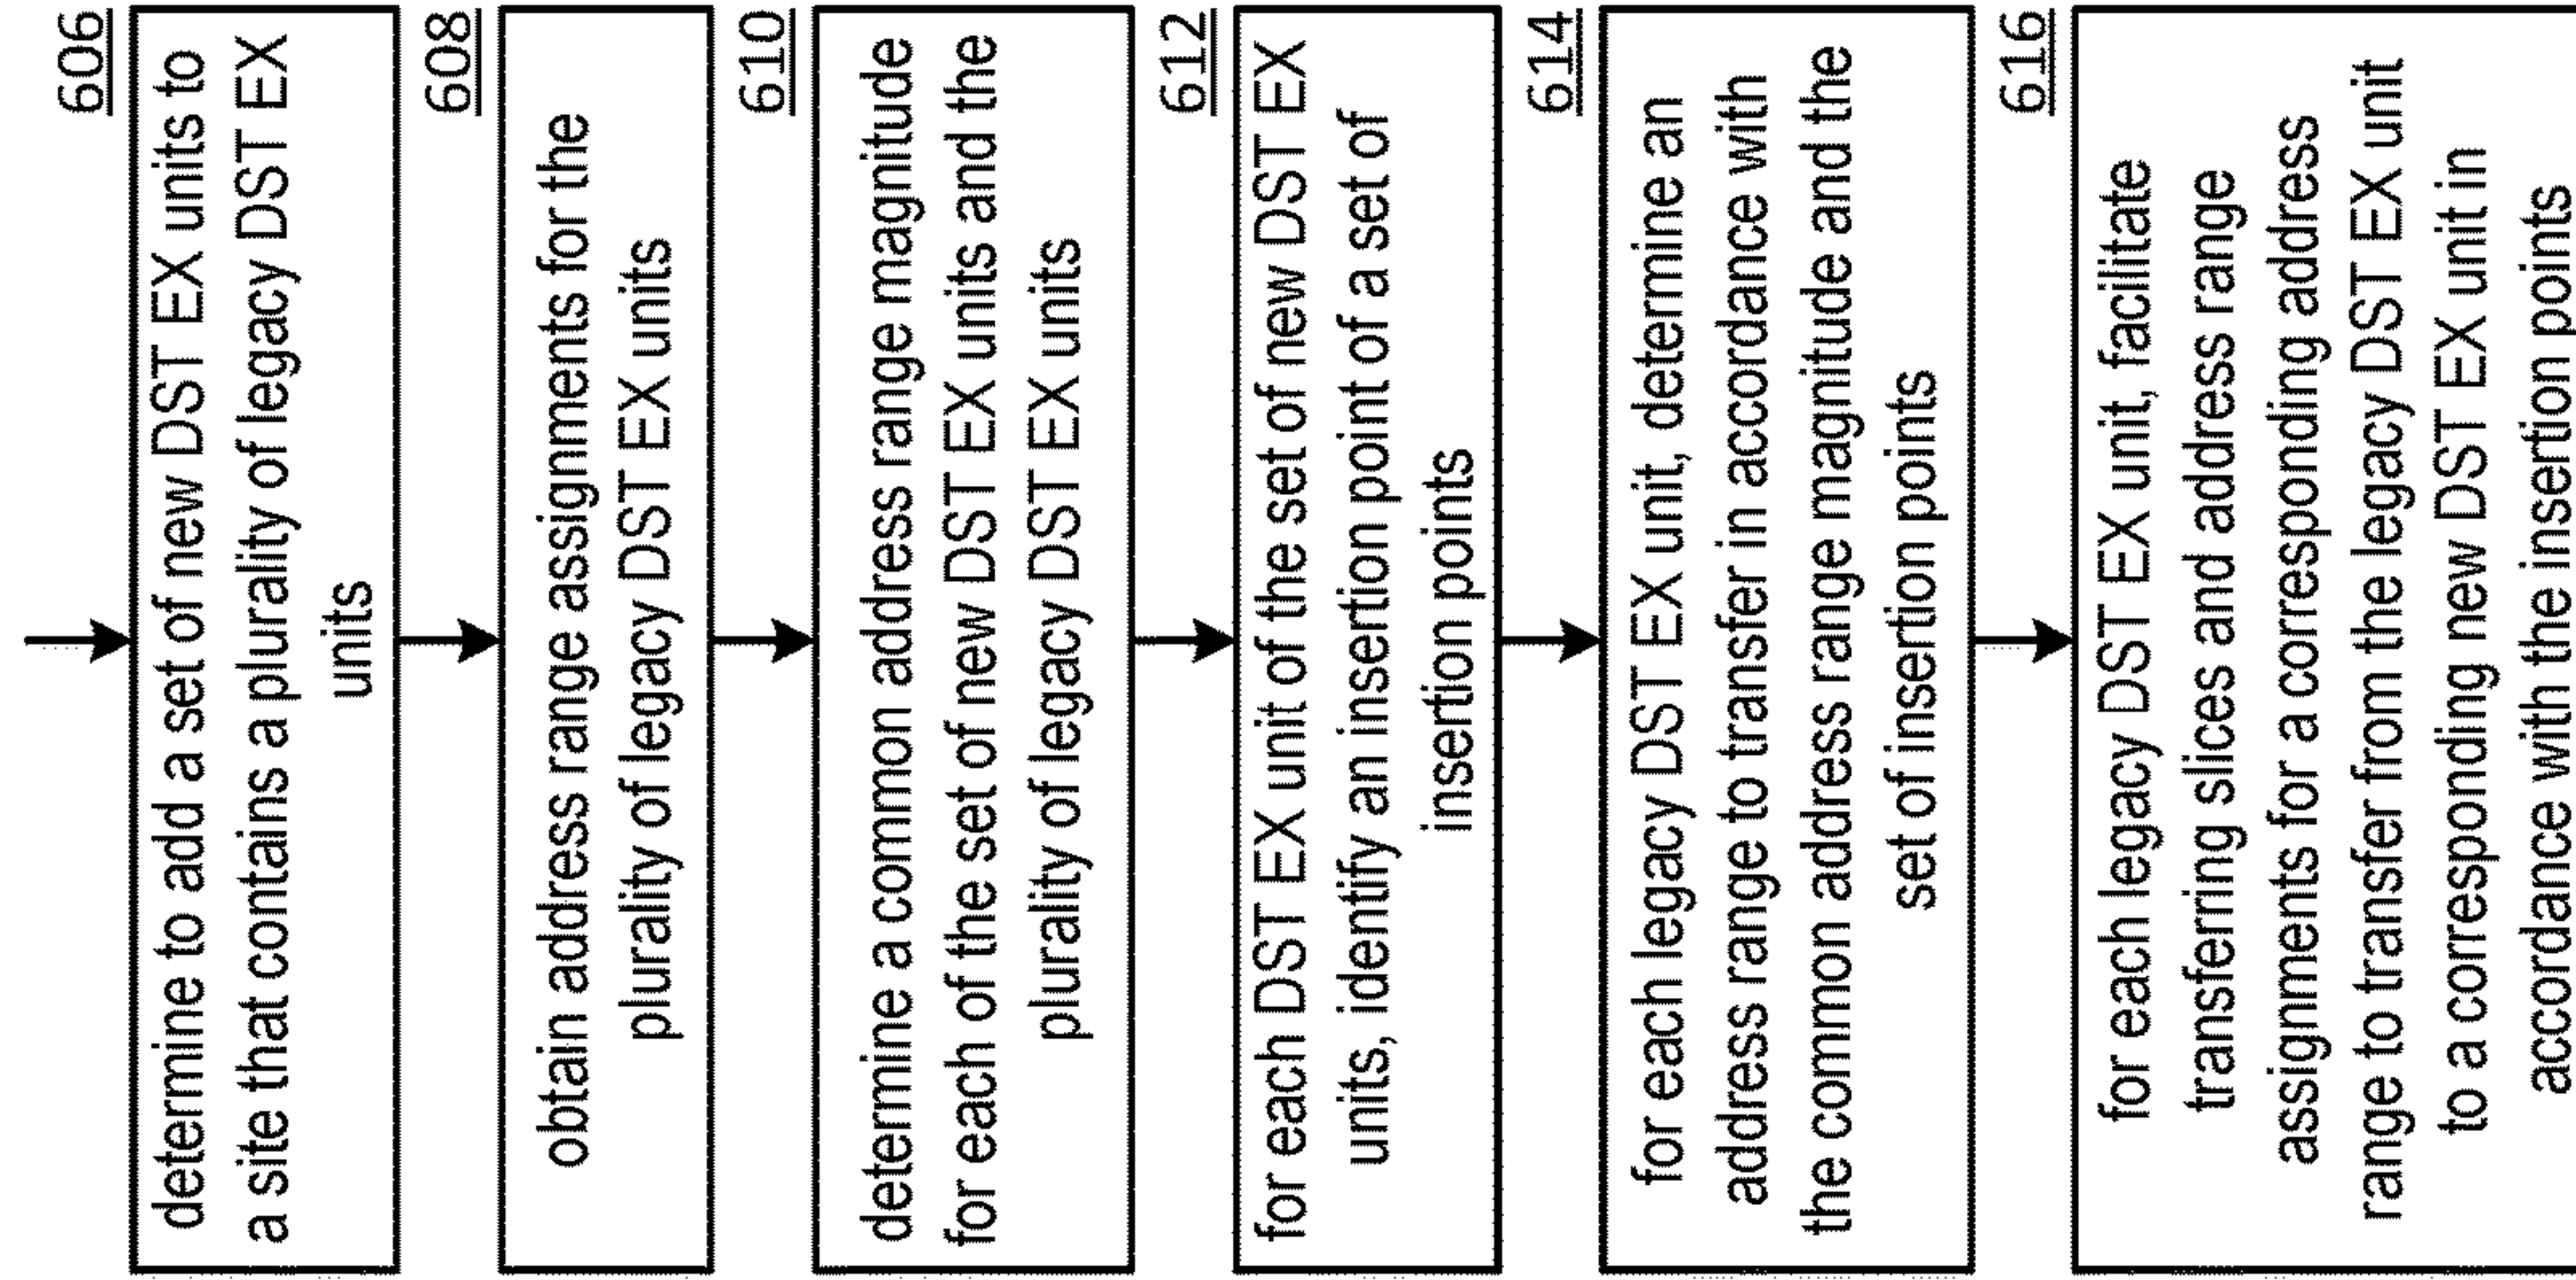 606
determine to add a set of new DST EX units to
a site that contains a plurality of legacy DST EX
units
608
obtain address range assignments for the
plurality of legacy DST EX units
610
determine a common address range magnitude
for each of the set of new DST EX units and the
plurality of legacy DST EX units
612
for each DST EX unit of the set of new DST EX
units, identify an insertion point of a set of
insertion points
614
for each legacy DST EX unit, determine an
address range to transfer in accordance with
the common address range magnitude and the
set of insertion points
616
for each legacy DST EX unit, facilitate
transferring slices and address range
assignments for a corresponding address
range to transfer from the legacy DST EX unit
to a corresponding new DST EX unit in
accordance with the insertion points